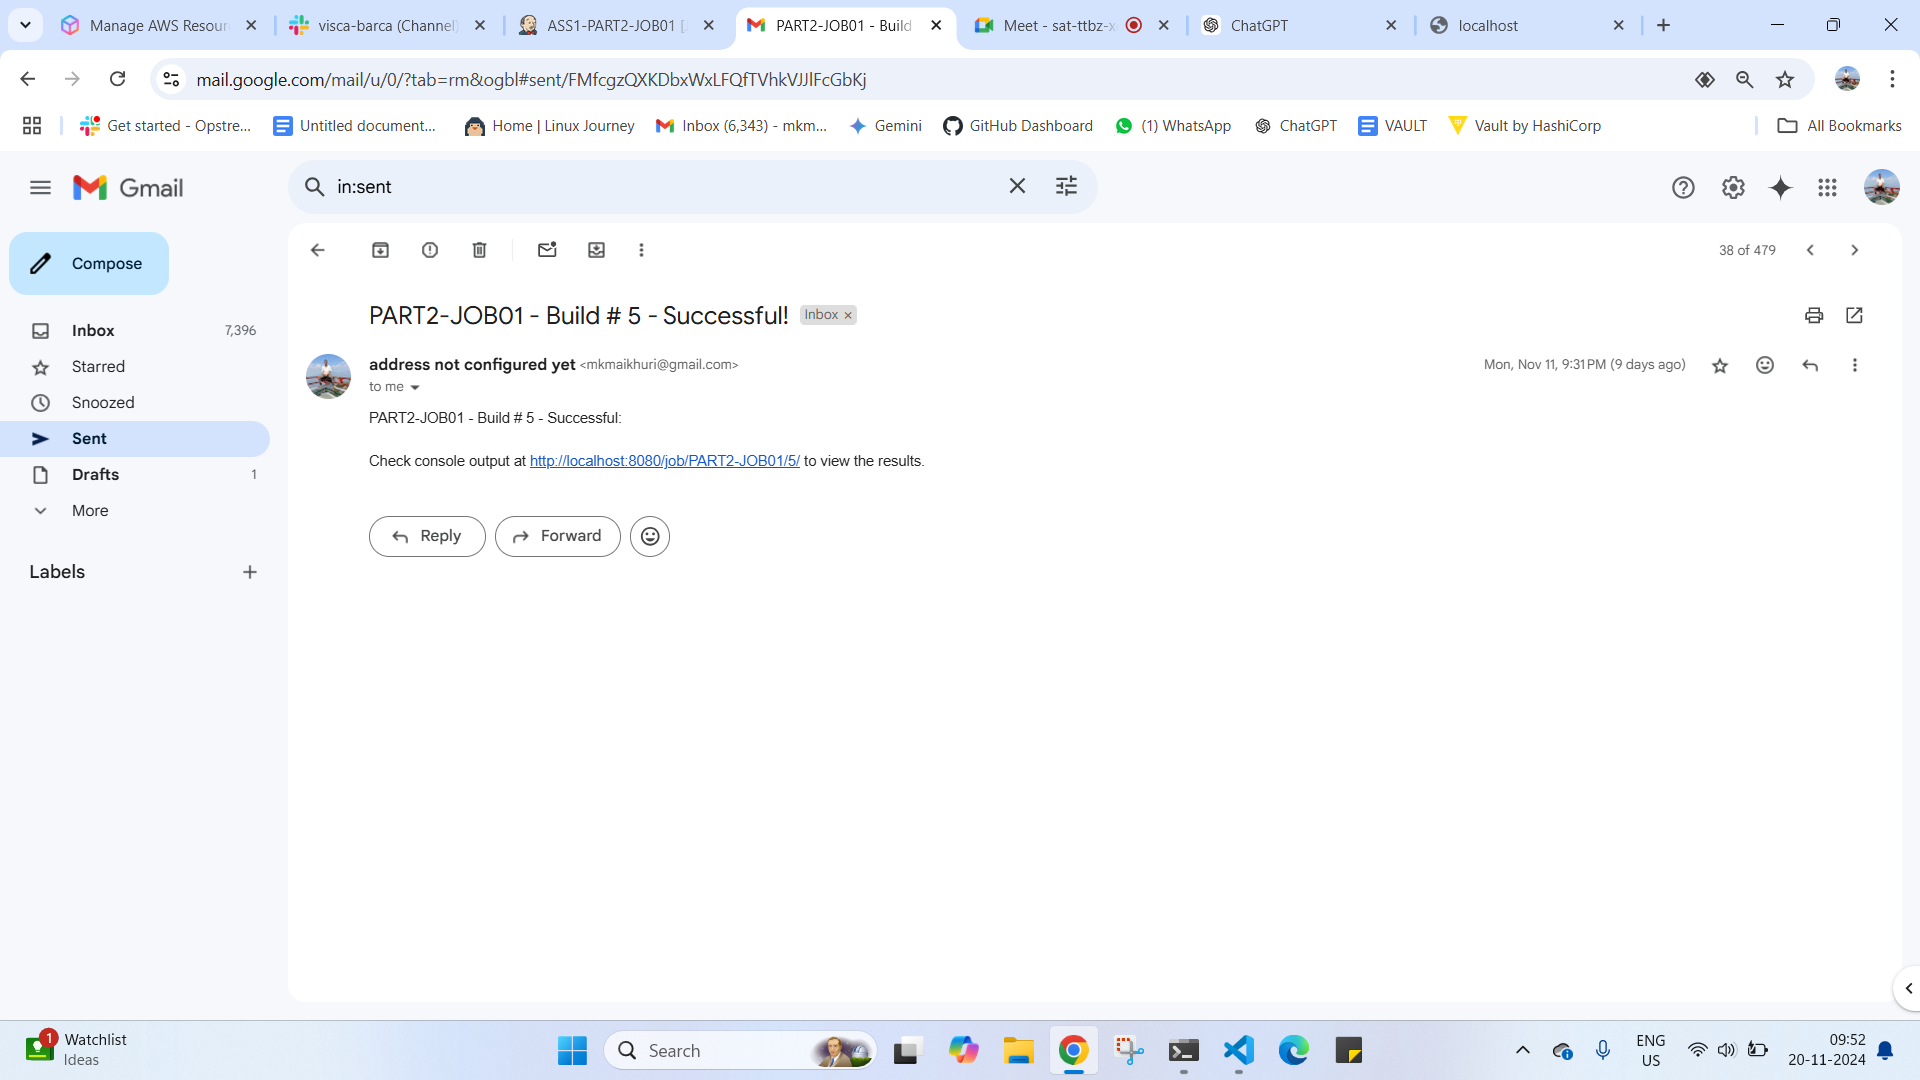 Manage AWS Resour
visca-barca (Channel)
ASS1-PART2-JOB01 [J
PART2-JOB01 - Build
Meet - sat-ttbz-x
ChatGPT
localhost
mail.google.com/mail/u/0/?tab=rm&ogbl#sent/FMfcgzQXKDbxWxLFQfTVhkVJJlFcGbKj
Get started - Opstre...
Untitled document...
Home | Linux Journey
Inbox (6,343) - mkm...
Gemini
GitHub Dashboard
(1) WhatsApp
ChatGPT
VAULT
Vault by HashiCorp
All Bookmarks
Gmail
in:sent
Compose
38 of 479
Inbox 7,396
Starred
Snoozed
Sent
Drafts 1
More
Labels
PART2-JOB01 - Build # 5 - Successful! Inbox ×
address not configured yet <mkmaikhuri@gmail.com>
Mon, Nov 11, 9:31 PM (9 days ago)
to me
PART2-JOB01 - Build # 5 - Successful:
Check console output at http://localhost:8080/job/PART2-JOB01/5/ to view the results.
Reply
Forward
1
Watchlist
Ideas
Search
ENG
US
09:52
20-11-2024